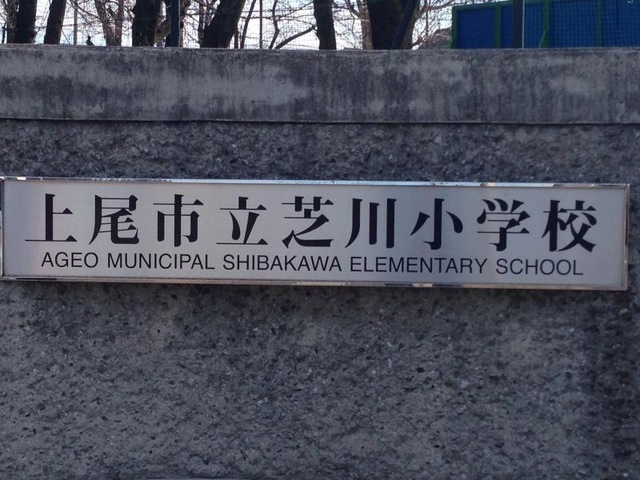 上尾市立芝川小学校
AGEO MUNICIPAL SHIBAKAWA ELEMENTARY SCHOOL